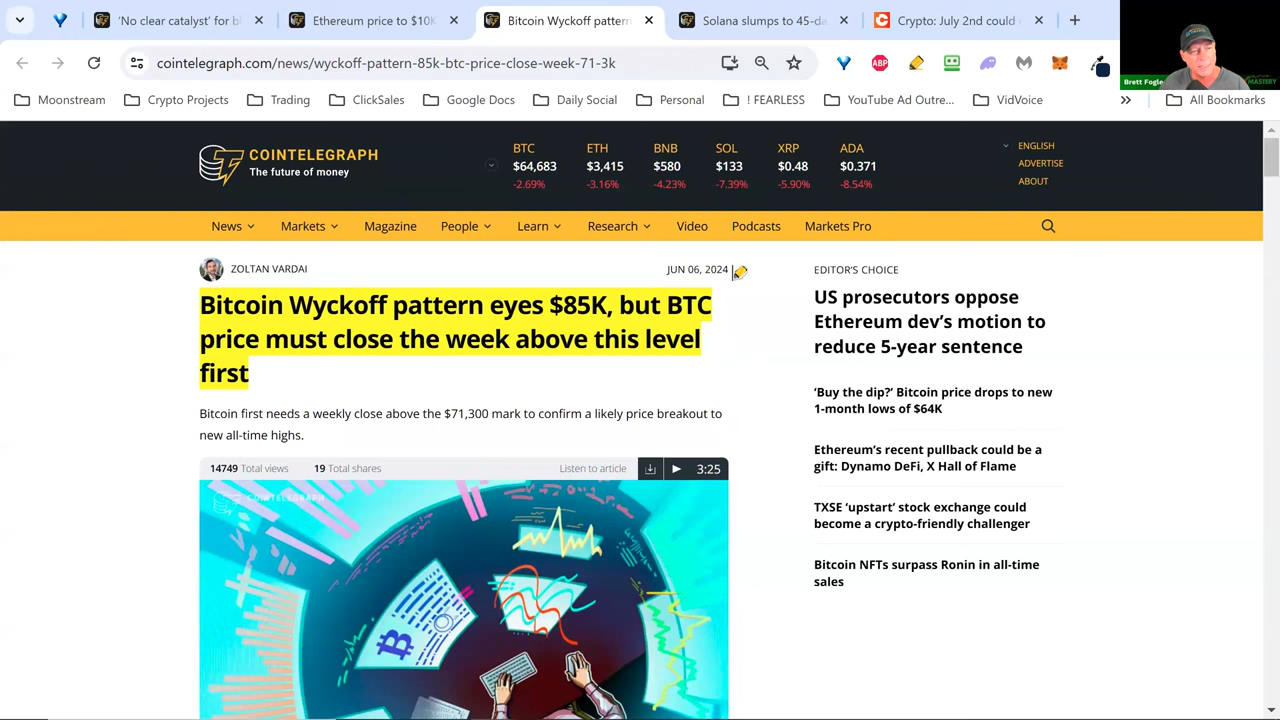 'No clear catalyst' for b
Ethereum price to $10K
Bitcoin Wyckoff pattern
Solana slumps to 45-da
Crypto: July 2nd could
cointelegraph.com/news/wyckoff-pattern-85k-btc-price-close-week-71-3k
ABP
Brett Fogle
MASTERY
Moonstream
Crypto Projects
Trading
ClickSales
Google Docs
Daily Social
Personal
! FEARLESS
YouTube Ad Outre...
VidVoice
All Bookmarks
COINTELEGRAPH
The future of money
BTC ETH BNB SOL XRP ADA
$64,683 $3,415 $580 $133 $0.48 $0.371
-2.69% -3.16% -4.23% -7.39% -5.90% -8.54%
ENGLISH
ADVERTISE
ABOUT
News Markets Magazine People Learn Research Video Podcasts Markets Pro
ZOLTAN VARDAI
JUN 06, 2024
Bitcoin Wyckoff pattern eyes $85K, but BTC
price must close the week above this level
first
Bitcoin first needs a weekly close above the $71,300 mark to confirm a likely price breakout to
new all-time highs.
14749 Total views
19 Total shares
Listen to article
3:25
COINTELEGRAPH
EDITOR'S CHOICE
US prosecutors oppose
Ethereum dev's motion to
reduce 5-year sentence
'Buy the dip?' Bitcoin price drops to new
1-month lows of $64K
Ethereum's recent pullback could be a
gift: Dynamo DeFi, X Hall of Flame
TXSE 'upstart' stock exchange could
become a crypto-friendly challenger
Bitcoin NFTs surpass Ronin in all-time
sales